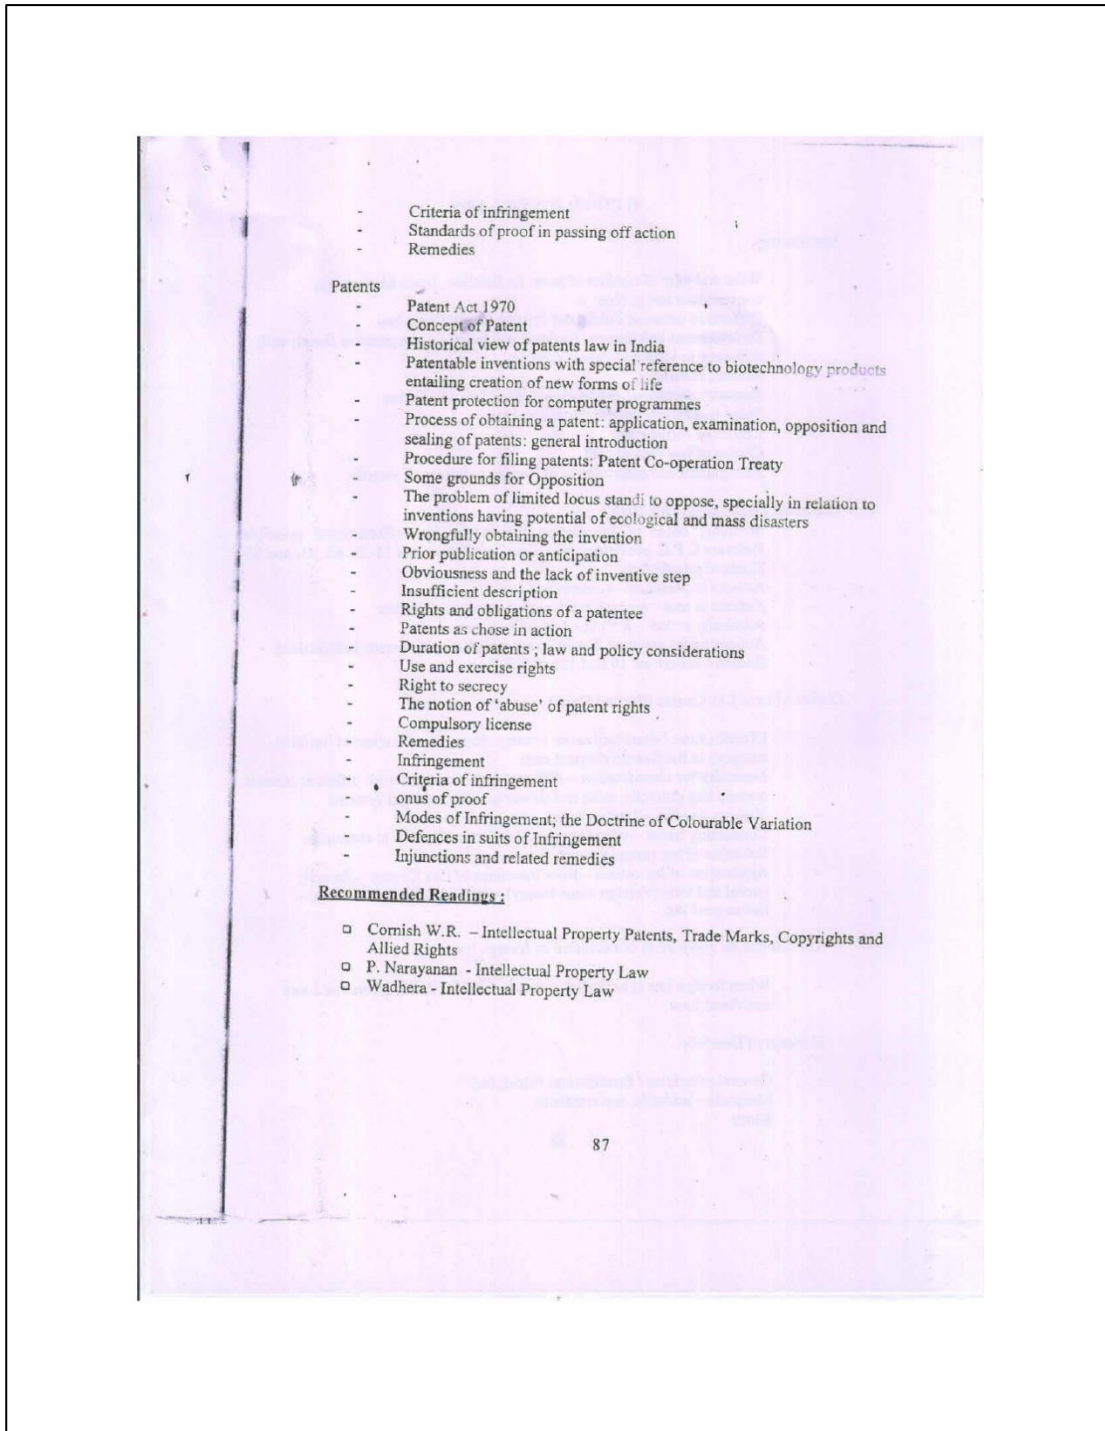 - Criteria of infringement
- Standards of proof in passing off action
- Remedies
Patents
- Patent Act 1970
- Concept of Patent
- Historical view of patents law in India
- Patentable inventions with special reference to biotechnology products
entailing creation of new forms of life
- Patent protection for computer programmes
- Process of obtaining a patent: application, examination, opposition and
sealing of patents: general introduction
- Procedure for filing patents: Patent Co-operation Treaty
- Some grounds for Opposition
- The problem of limited locus standi to oppose, specially in relation to
inventions having potential of ecological and mass disasters
- Wrongfully obtaining the invention
- Prior publication or anticipation
- Obviousness and the lack of inventive step
- Insufficient description
- Rights and obligations of a patentee
- Patents as chose in action
- Duration of patents ; law and policy considerations
- Use and exercise rights
- Right to secrecy
- The notion of ‘abuse’ of patent rights
- Compulsory license
- Remedies
- Infringement
- Criteria of infringement
- onus of proof
- Modes of Infringement; the Doctrine of Colourable Variation
- Defences in suits of Infringement
- Injunctions and related remedies
Recommended Readings :
□ Cornish W.R. – Intellectual Property Patents, Trade Marks, Copyrights and
Allied Rights
□ P. Narayanan - Intellectual Property Law
□ Wadhera - Intellectual Property Law
87